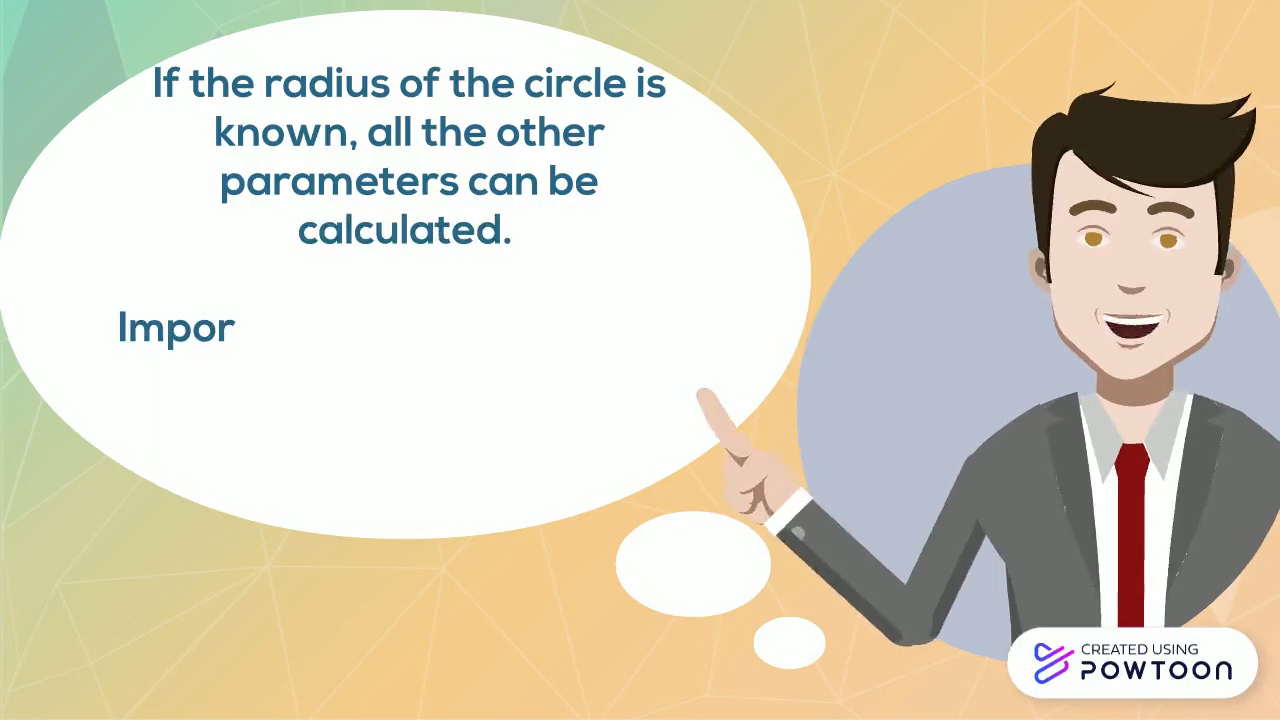 If the radius of the circle is
known, all the other
parameters can be
calculated.
Impor
CREATED USING
POWTOON